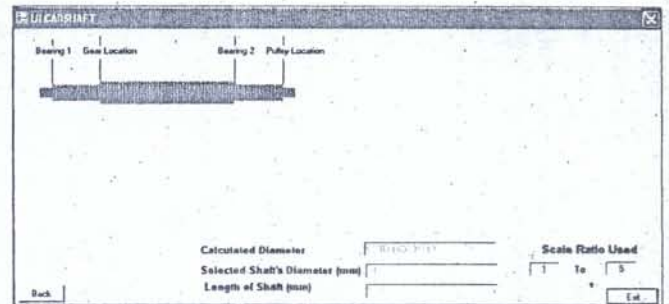 Bearing 1 Gear Location Bearing 2 Pulley Location
Calculated Diameter
Scale Ratio Used
Selected Shaft's Diameter (mm)
1 To 5
Length of Shaft (mm)
Back
Exit